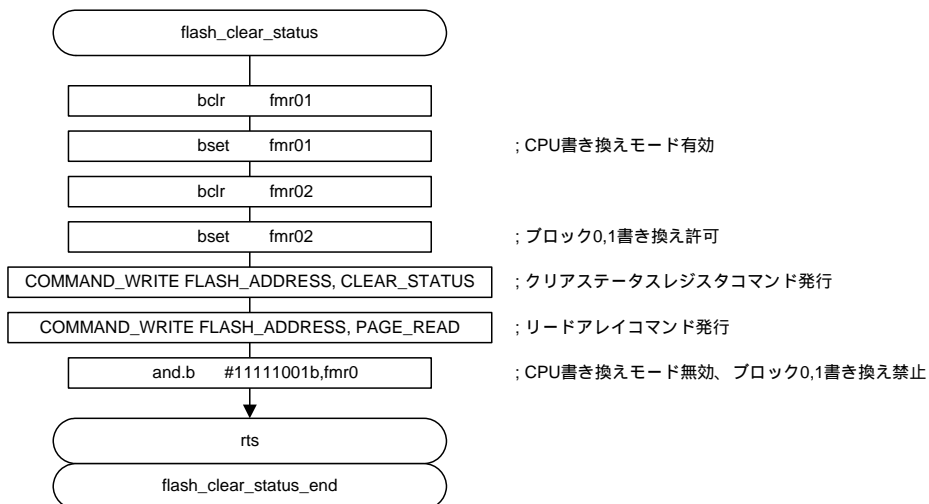 flash_clear_status
bclr fmr01
bset fmr01 ; CPU書き換えモード有効
bclr fmr02
bset fmr02 ; ブロック0,1書き換え許可
COMMAND_WRITE FLASH_ADDRESS, CLEAR_STATUS ; クリアステータスレジスタコマンド発行
COMMAND_WRITE FLASH_ADDRESS, PAGE_READ ; リードアレイコマンド発行
and.b #11111001b,fmr0 ; CPU書き換えモード無効、ブロック0,1書き換え禁止
rts
flash_clear_status_end